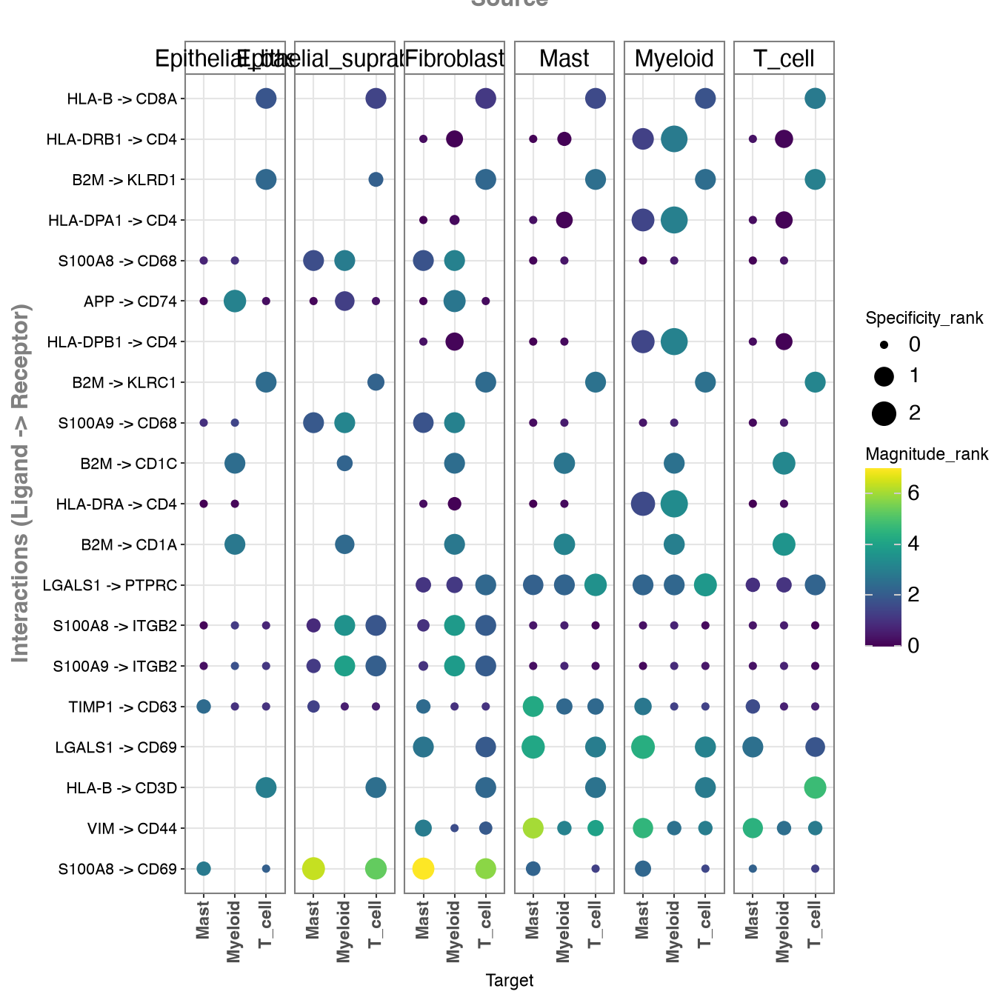 Source
Fibroblast
Mast
Myeloid
T_cell
HLA-B -> CD8A
HLA-DRB1 -> CD4
B2M -> KLRD1
HLA-DPA1 -> CD4
S100A8 -> CD68
APP -> CD74
HLA-DPB1 -> CD4
B2M -> KLRC1
S100A9 -> CD68
B2M -> CD1C
HLA-DRA -> CD4
B2M -> CD1A
LGALS1 -> PTPRC
S100A8 -> ITGB2
S100A9 -> ITGB2
TIMP1 -> CD63
LGALS1 -> CD69
HLA-B -> CD3D
VIM -> CD44
S100A8 -> CD69
Interactions (Ligand -> Receptor)
Mast
Myeloid
T_cell
Mast
Myeloid
T_cell
Mast
Myeloid
T_cell
Mast
Myeloid
T_cell
Mast
Myeloid
T_cell
Mast
Myeloid
T_cell
Target
Specificity_rank
0
1
2
Magnitude_rank
6
4
2
0